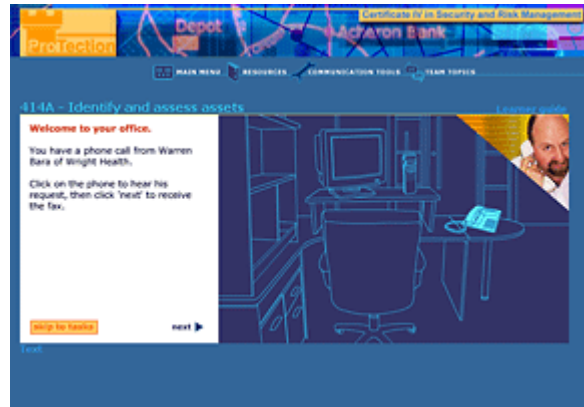 Certificate IV in Security and Risk Management
Depot
Acheron Bank
Protection
MAIN MENU RESOURCES COMMUNICATION TOOLS TEAM TOPICS
414A - Identify and assess assets
Learner guide
Welcome to your office.
You have a phone call from Warren
Bara of Wright Health.
Click on the phone to hear his
request, then click 'next' to receive
the fax.
skip to tasks
next
Text